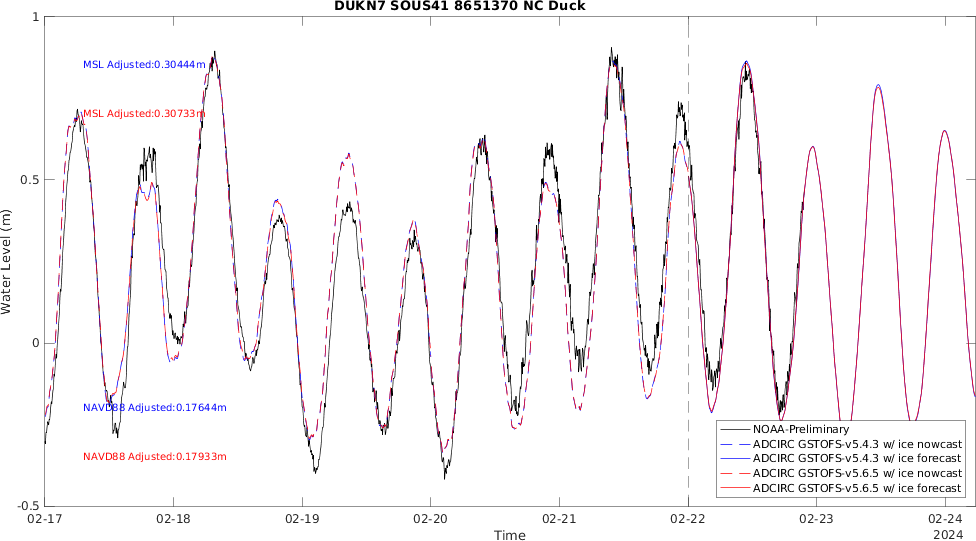 DUKN7 SOUS41 8651370 NC Duck
1
MSL Adjusted:0.30444m
MSL Adjusted:0.30733m
0.5
Water Level (m)
0
NAVD88 Adjusted:0.17644m
NAVD88 Adjusted:0.17933m
NOAA-Preliminary
ADCIRC GSTOFS-v5.4.3 w/ ice nowcast
ADCIRC GSTOFS-v5.4.3 w/ ice forecast
ADCIRC GSTOFS-v5.6.5 w/ ice nowcast
ADCIRC GSTOFS-v5.6.5 w/ ice forecast
-0.5
02-17 02-18 02-19 02-20 02-21 02-22 02-23 02-24
Time
2024